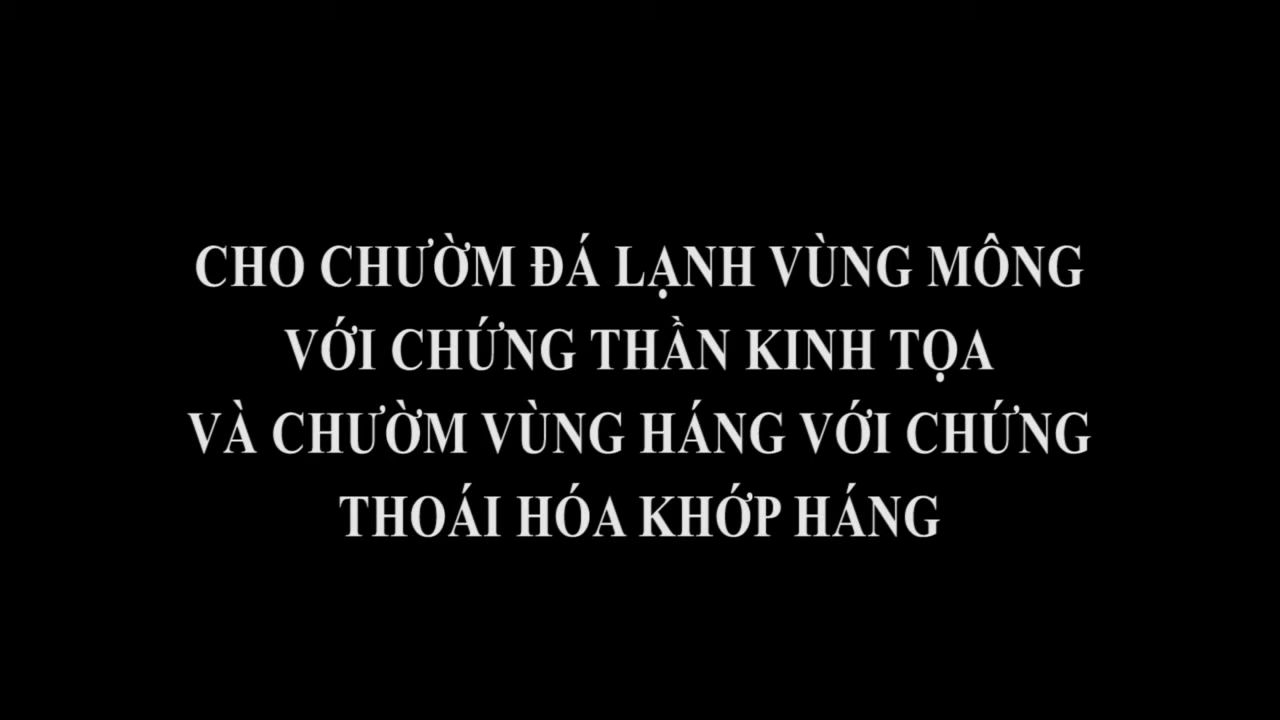 CHO CHƯỜM ĐÁ LẠNH VÙNG MÔNG
VỚI CHỨNG THẦN KINH TỌA
VÀ CHƯỜM VÙNG HÁNG VỚI CHỨNG
THOÁI HÓA KHỚP HÁNG